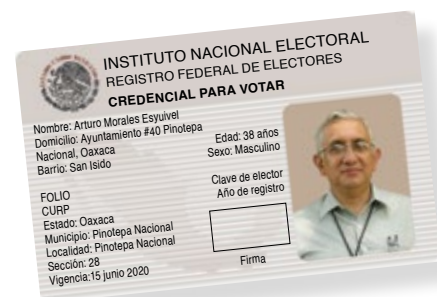 INSTITUTO NACIONAL ELECTORAL
REGISTRO FEDERAL DE ELECTORES
CREDENCIAL PARA VOTAR
Nombre: Arturo Morales Esyuivel
Domicilio: Ayuntamiento #40 Pinotepa
Nacional, Oaxaca
Barrio: San Isido
Edad: 38 años
Sexo: Masculino
FOLIO
CURP
Estado: Oaxaca
Municipio: Pinotepa Nacional
Localidad: Pinotepa Nacional
Sección: 28
Vigencia:15 junio 2020
Clave de elector
Año de registro
Firma